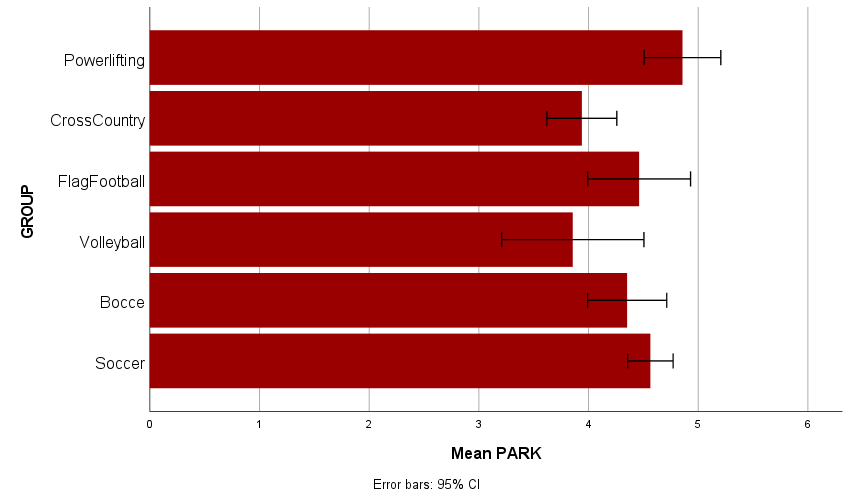 GROUP
Powerlifting
CrossCountry
FlagFootball
Volleyball
Bocce
Soccer
0 1 2 3 4 5 6
Mean PARK
Error bars: 95% CI